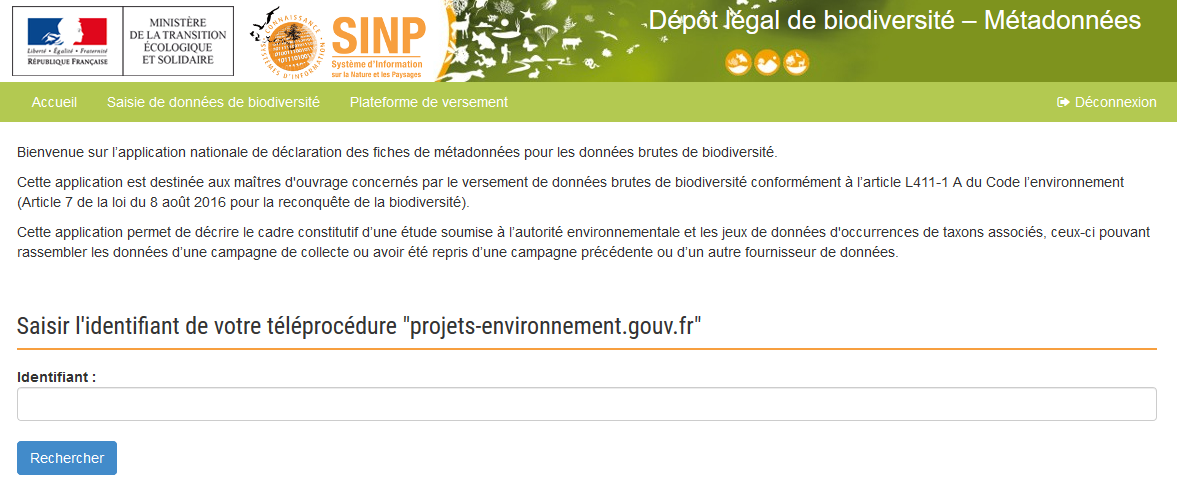 Liberté • Égalité • Fraternité
RÉPUBLIQUE FRANÇAISE
MINISTÈRE
DE LA TRANSITION
ÉCOLOGIQUE
ET SOLIDAIRE
SINP
Système d'Information
sur la Nature et les Paysages
Dépôt légal de biodiversité – Métadonnées
Accueil Saisie de données de biodiversité Plateforme de versement Déconnexion
Bienvenue sur l’application nationale de déclaration des fiches de métadonnées pour les données brutes de biodiversité.
Cette application est destinée aux maîtres d'ouvrage concernés par le versement de données brutes de biodiversité conformément à l’article L411-1 A du Code l’environnement
(Article 7 de la loi du 8 août 2016 pour la reconquête de la biodiversité).
Cette application permet de décrire le cadre constitutif d’une étude soumise à l’autorité environnementale et les jeux de données d'occurrences de taxons associés, ceux-ci pouvant
rassembler les données d’une campagne de collecte ou avoir été repris d’une campagne précédente ou d’un autre fournisseur de données.
Saisir l'identifiant de votre téléprocédure "projets-environnement.gouv.fr"
Identifiant :
Rechercher